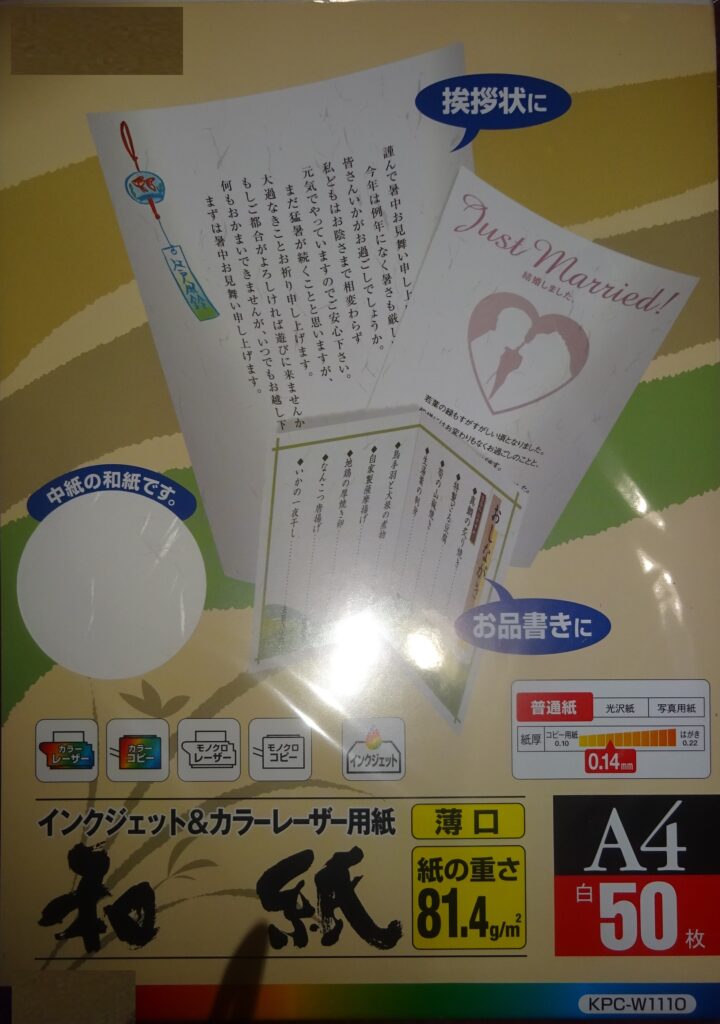 挨拶状に
謹んで暑中お見舞い申し上
今年は例年になく暑さも厳し
皆さんいかがお過ごしでしょうか。
私どもはお陰さまで相変わらず
元気でやっていますのでご安心下さい。
まだ猛暑が続くことと思いますが、
大過なきことお祈り申し上げます。
もしご都合がよろしければ遊びに来ませんか
何もおかまいできませんが、いつでもお越し下
まずは暑中お見舞い申し上げます。
江戸風鈴
Just Married!
結婚しました。
若葉の緑もすがすがしい頃となりました。
お変わりもなくお過ごしのことと、
中紙の和紙です。
おしながき
自家製薩摩揚げ
地鶏の厚焼き卵
なんこつ唐揚げ
いかの一夜干し
お品書きに
普通紙 光沢紙 写真用紙
紙厚 コピー用紙 0.10 はがき 0.22
0.14mm
カラーレーザー カラーコピー モノクロレーザー モノクロコピー インクジェット
インクジェット&カラーレーザー用紙 薄口
和紙
紙の重さ
81.4g/m²
A4
白50枚
KPC-W1110